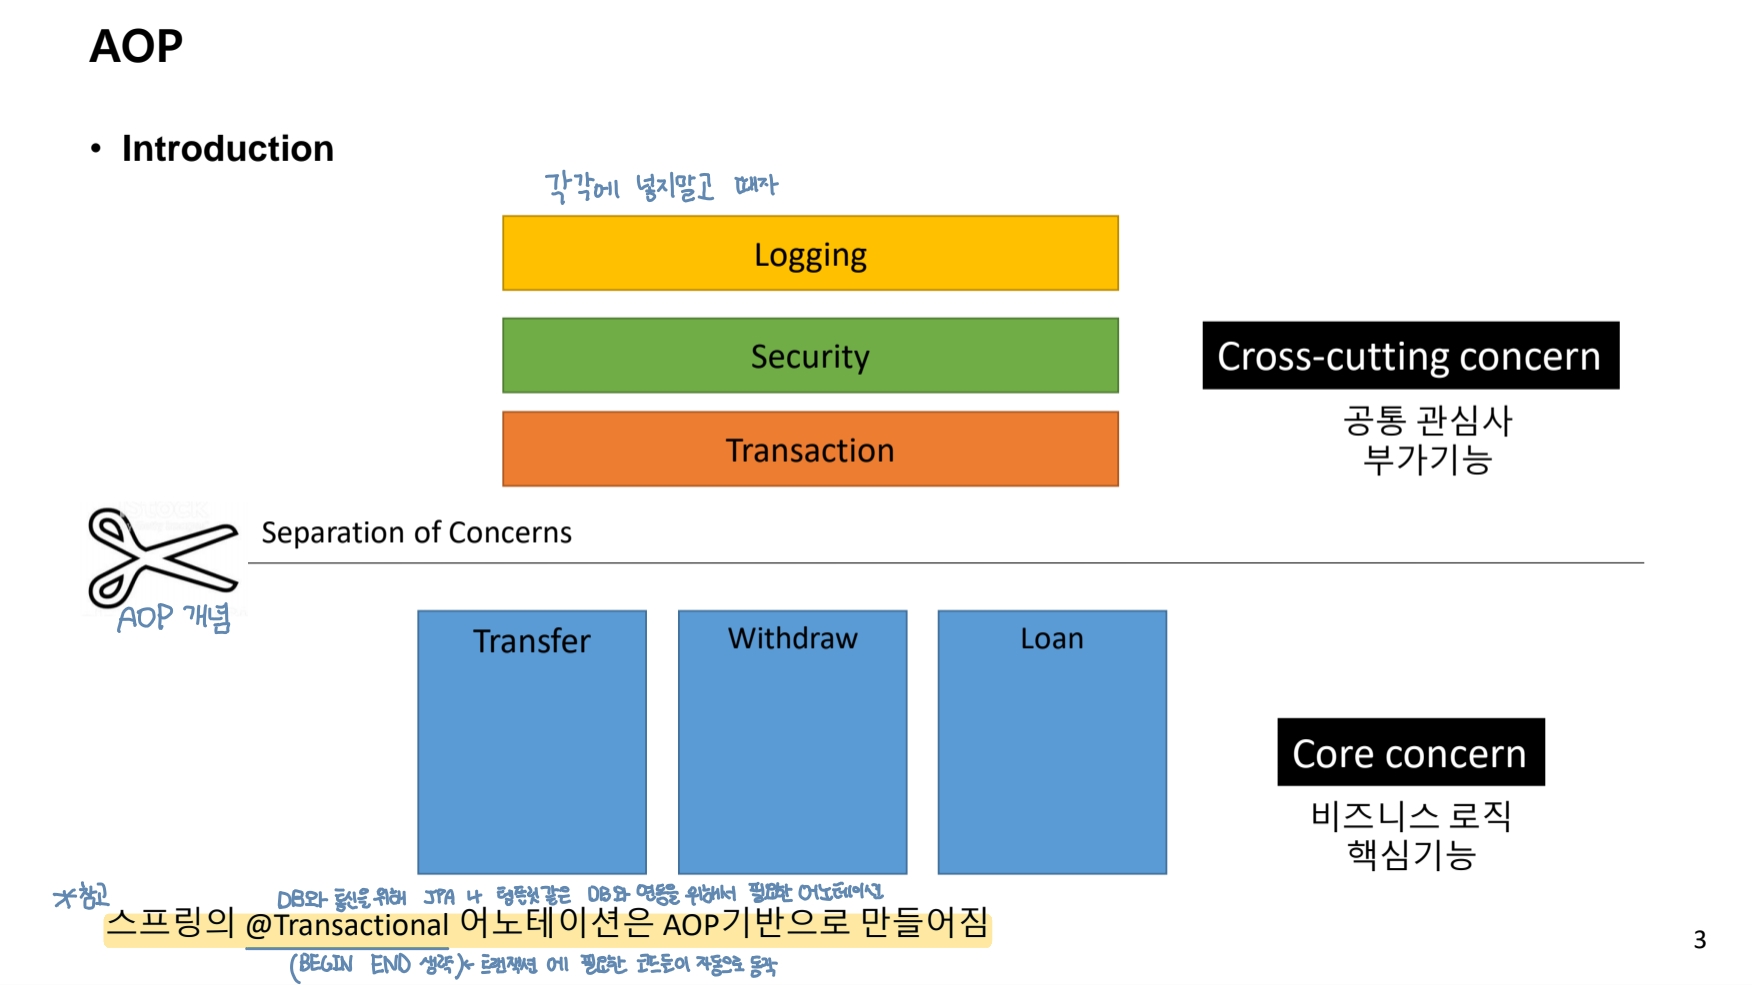 AOP
• Introduction
각각에 넣지말고 떼자
Logging
Security
Cross-cutting concern
공통 관심사
부가기능
Transaction
Separation of Concerns
AOP 개념
Transfer
Withdraw
Loan
Core concern
비즈니스 로직
핵심기능
*참고
DB와 통신을 위해 JPA 나 템플릿같은 DB와 연동을 위해서 필요한 어노테이션
스프링의 @Transactional 어노테이션은 AOP기반으로 만들어짐
(BEGIN END 생략) 트랜잭션 에 필요한 코드들이 자동으로 동작
3